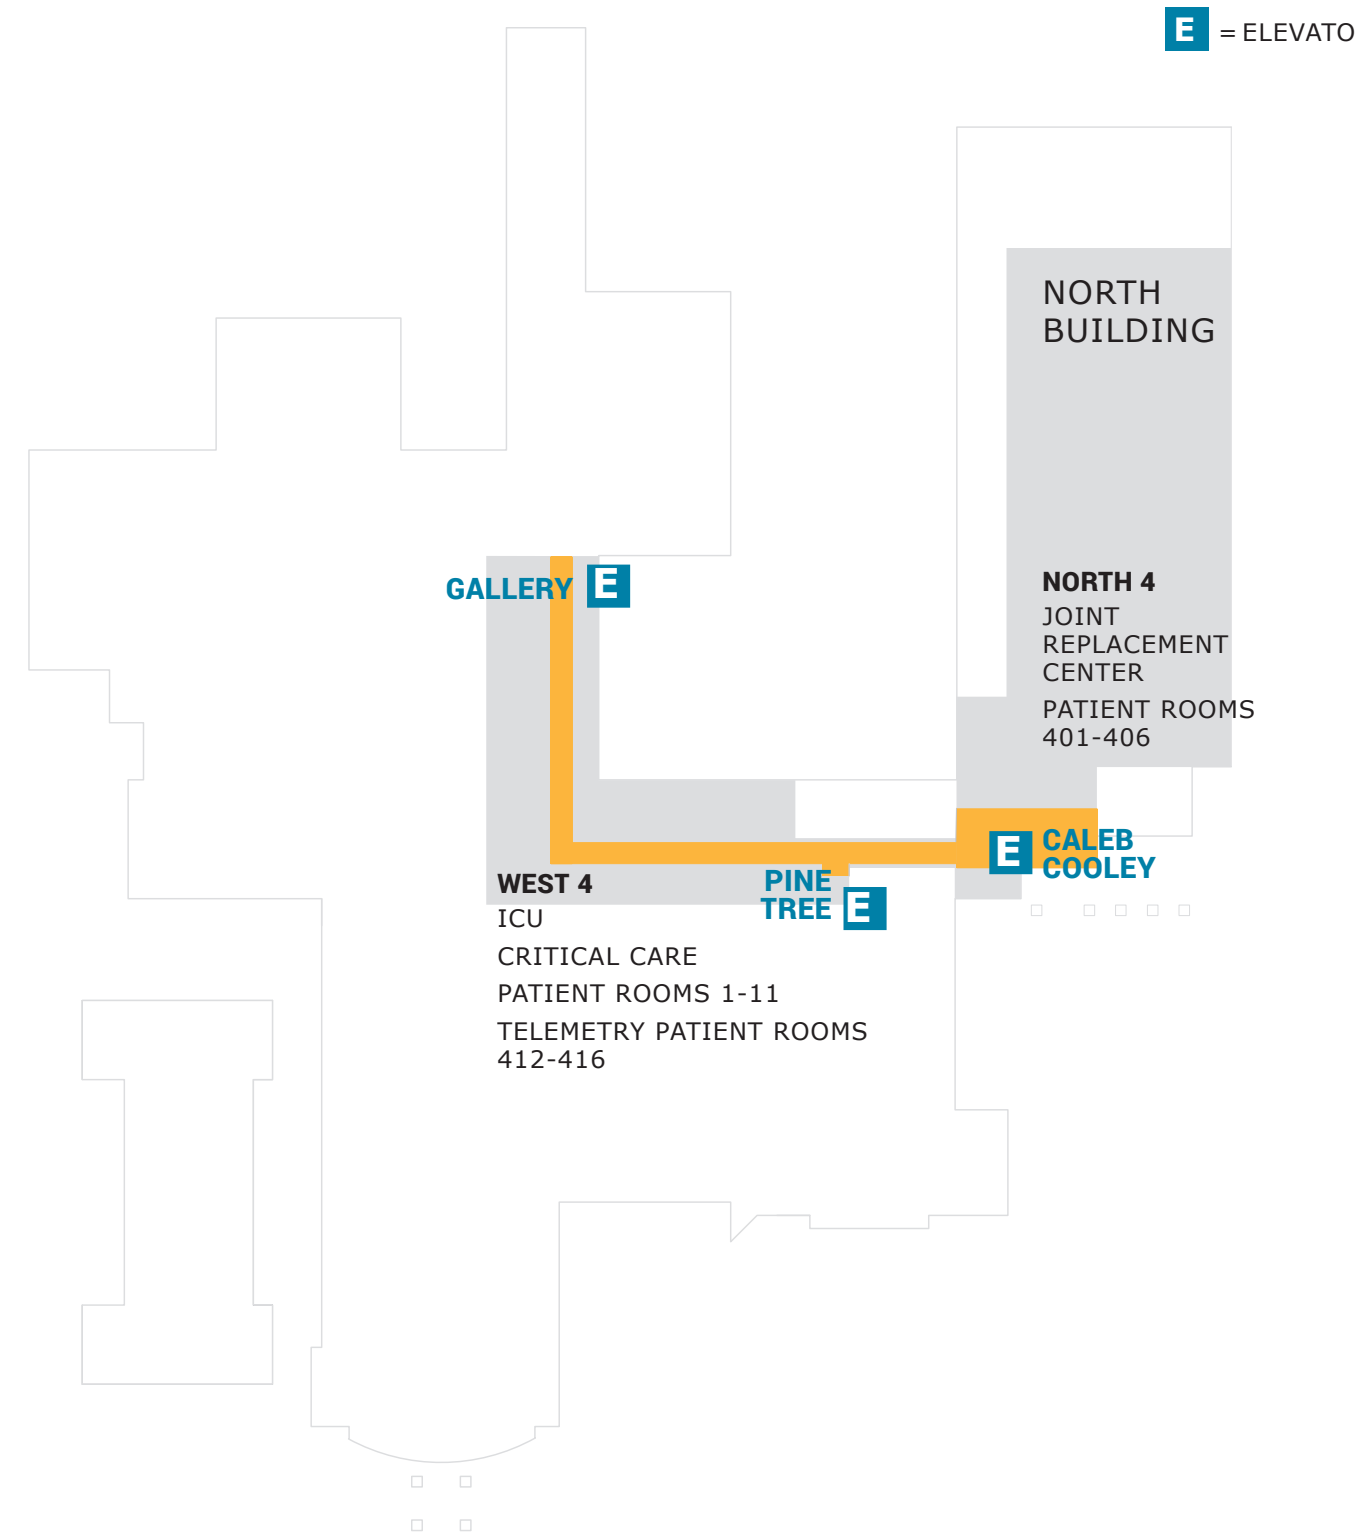 E = ELEVATO
NORTH
BUILDING
GALLERY E
NORTH 4
JOINT
REPLACEMENT
CENTER
PATIENT ROOMS
401-406
E CALEB
COOLEY
PINE
TREE E
WEST 4
ICU
CRITICAL CARE
PATIENT ROOMS 1-11
TELEMETRY PATIENT ROOMS
412-416